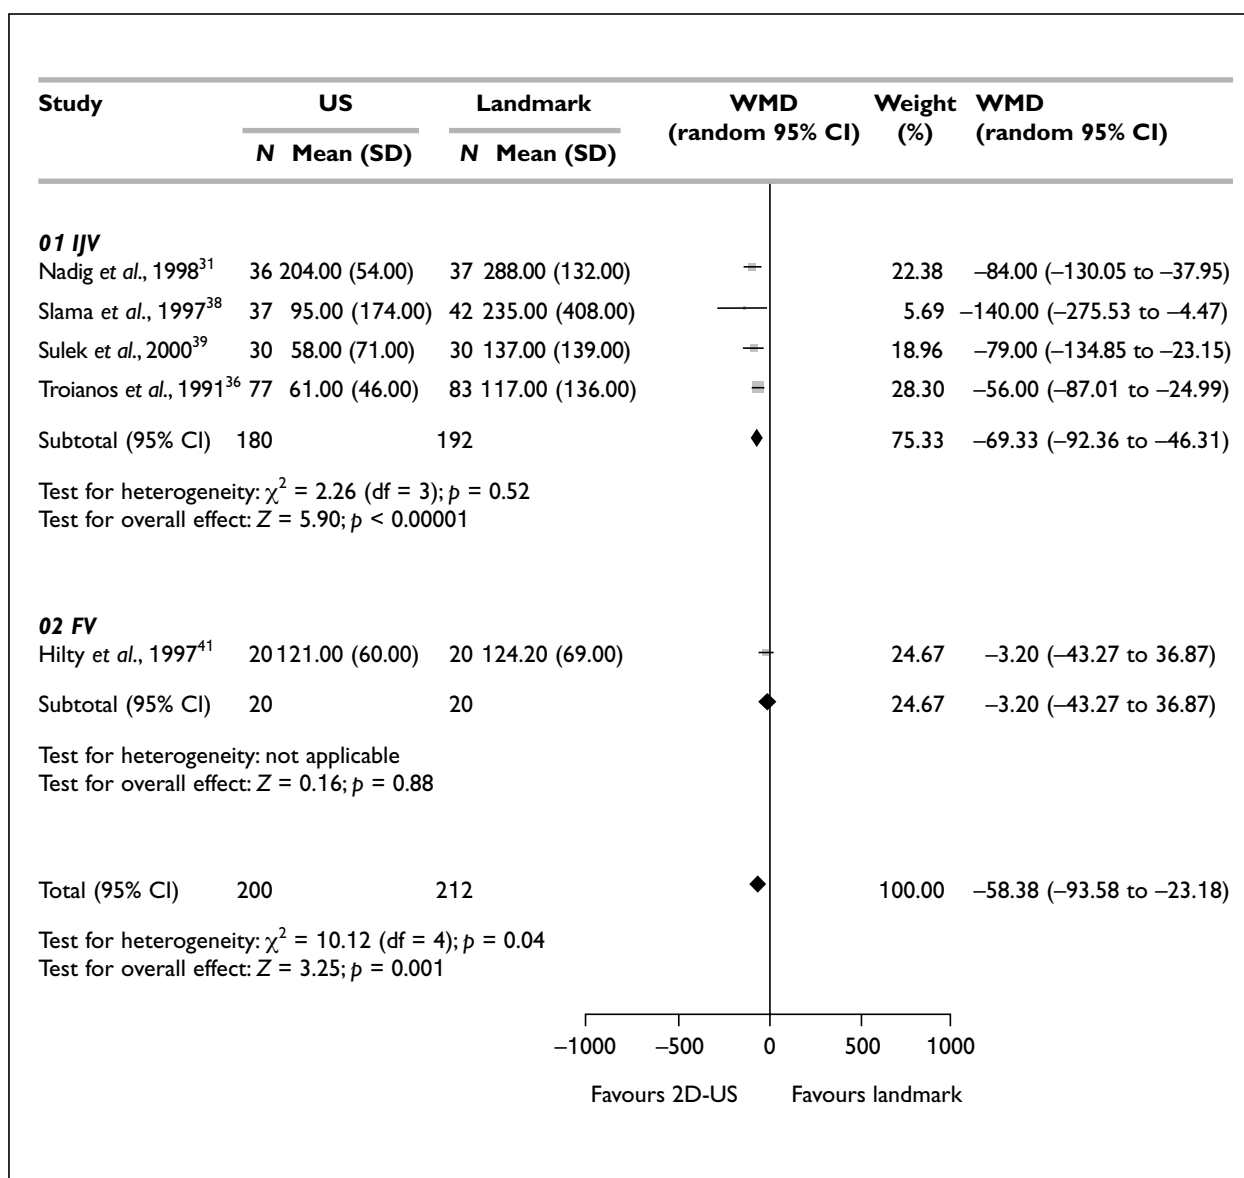 Study US Landmark WMD Weight WMD
(random 95% CI) (%) (random 95% CI)
N Mean (SD) N Mean (SD)
01 IJV
Nadig et al., 1998³¹ 36 204.00 (54.00) 37 288.00 (132.00) 22.38 –84.00 (–130.05 to –37.95)
Slama et al., 1997³⁸ 37 95.00 (174.00) 42 235.00 (408.00) 5.69 –140.00 (–275.53 to –4.47)
Sulek et al., 2000³⁹ 30 58.00 (71.00) 30 137.00 (139.00) 18.96 –79.00 (–134.85 to –23.15)
Troianos et al., 1991³⁶ 77 61.00 (46.00) 83 117.00 (136.00) 28.30 –56.00 (–87.01 to –24.99)
Subtotal (95% CI) 180 192 75.33 –69.33 (–92.36 to –46.31)
Test for heterogeneity: χ² = 2.26 (df = 3); p = 0.52
Test for overall effect: Z = 5.90; p < 0.00001
02 FV
Hilty et al., 1997⁴¹ 20 121.00 (60.00) 20 124.20 (69.00) 24.67 –3.20 (–43.27 to 36.87)
Subtotal (95% CI) 20 20 24.67 –3.20 (–43.27 to 36.87)
Test for heterogeneity: not applicable
Test for overall effect: Z = 0.16; p = 0.88
Total (95% CI) 200 212 100.00 –58.38 (–93.58 to –23.18)
Test for heterogeneity: χ² = 10.12 (df = 4); p = 0.04
Test for overall effect: Z = 3.25; p = 0.001
–1000 –500 0 500 1000
Favours 2D-US Favours landmark